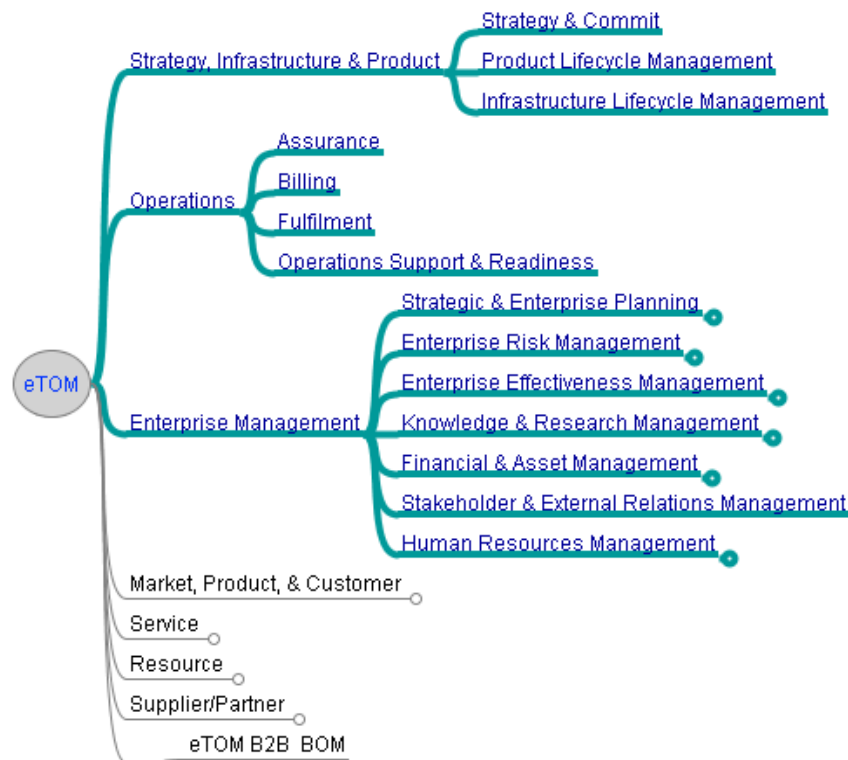 Strategy & Commit
Strategy, Infrastructure & Product
Product Lifecycle Management
Infrastructure Lifecycle Management
Assurance
Billing
Operations
Fulfilment
Operations Support & Readiness
Strategic & Enterprise Planning
Enterprise Risk Management
eTOM
Enterprise Effectiveness Management
Enterprise Management
Knowledge & Research Management
Financial & Asset Management
Stakeholder & External Relations Management
Human Resources Management
Market, Product, & Customer
Service
Resource
Supplier/Partner
eTOM B2B BOM